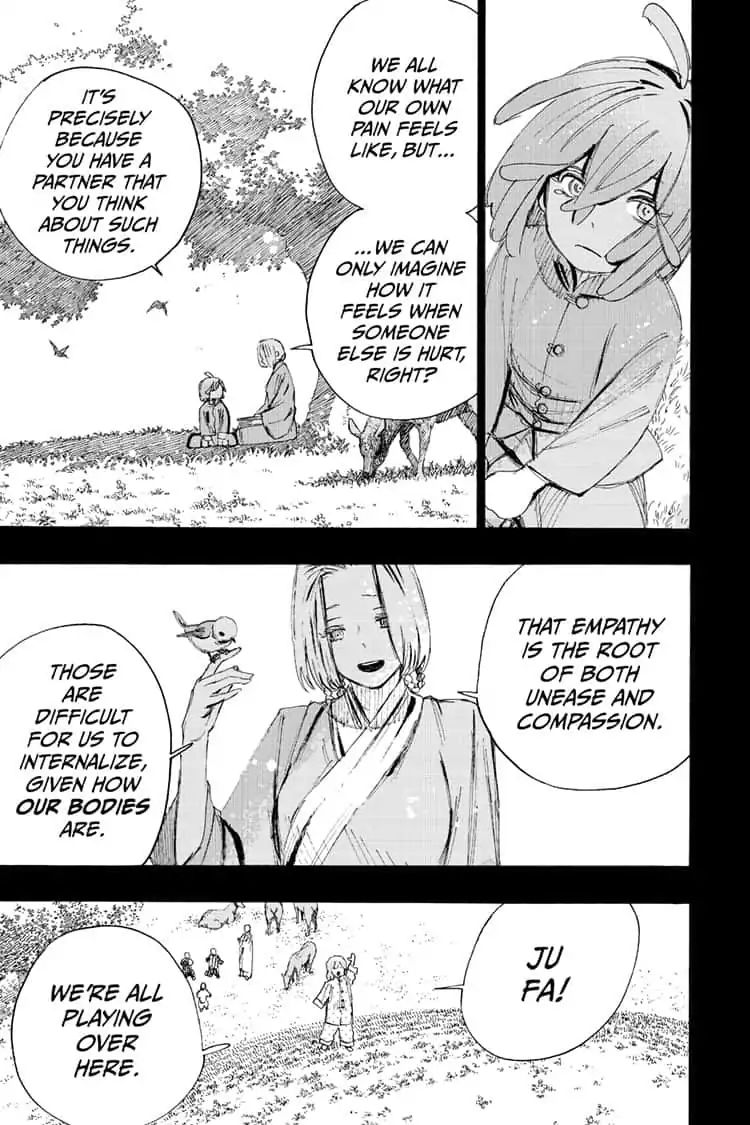 WE ALL
KNOW WHAT
OUR OWN
PAIN FEELS
LIKE, BUT...
...WE CAN
ONLY IMAGINE
HOW IT
FEELS WHEN
SOMEONE
ELSE IS HURT,
RIGHT?
IT'S
PRECISELY
BECAUSE
YOU HAVE A
PARTNER THAT
YOU THINK
ABOUT SUCH
THINGS.
THAT EMPATHY
IS THE ROOT
OF BOTH
UNEASE AND
COMPASSION.
THOSE
ARE
DIFFICULT
FOR US TO
INTERNALIZE,
GIVEN HOW
OUR BODIES
ARE.
JU
FA!
WE'RE ALL
PLAYING
OVER
HERE.